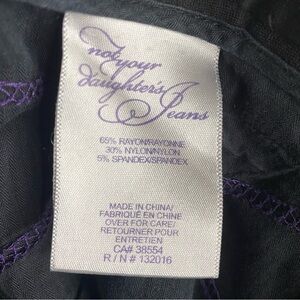 not
your
daughter's
Jeans
65% RAYON/RAYONNE
30% NYLON/NYLON
5% SPANDEX/SPANDEX
MADE IN CHINA/
FABRIQUÉ EN CHINE
OVER FOR CARE/
RETOURNER POUR
ENTRETIEN
CA# 38554
R / N # 132016